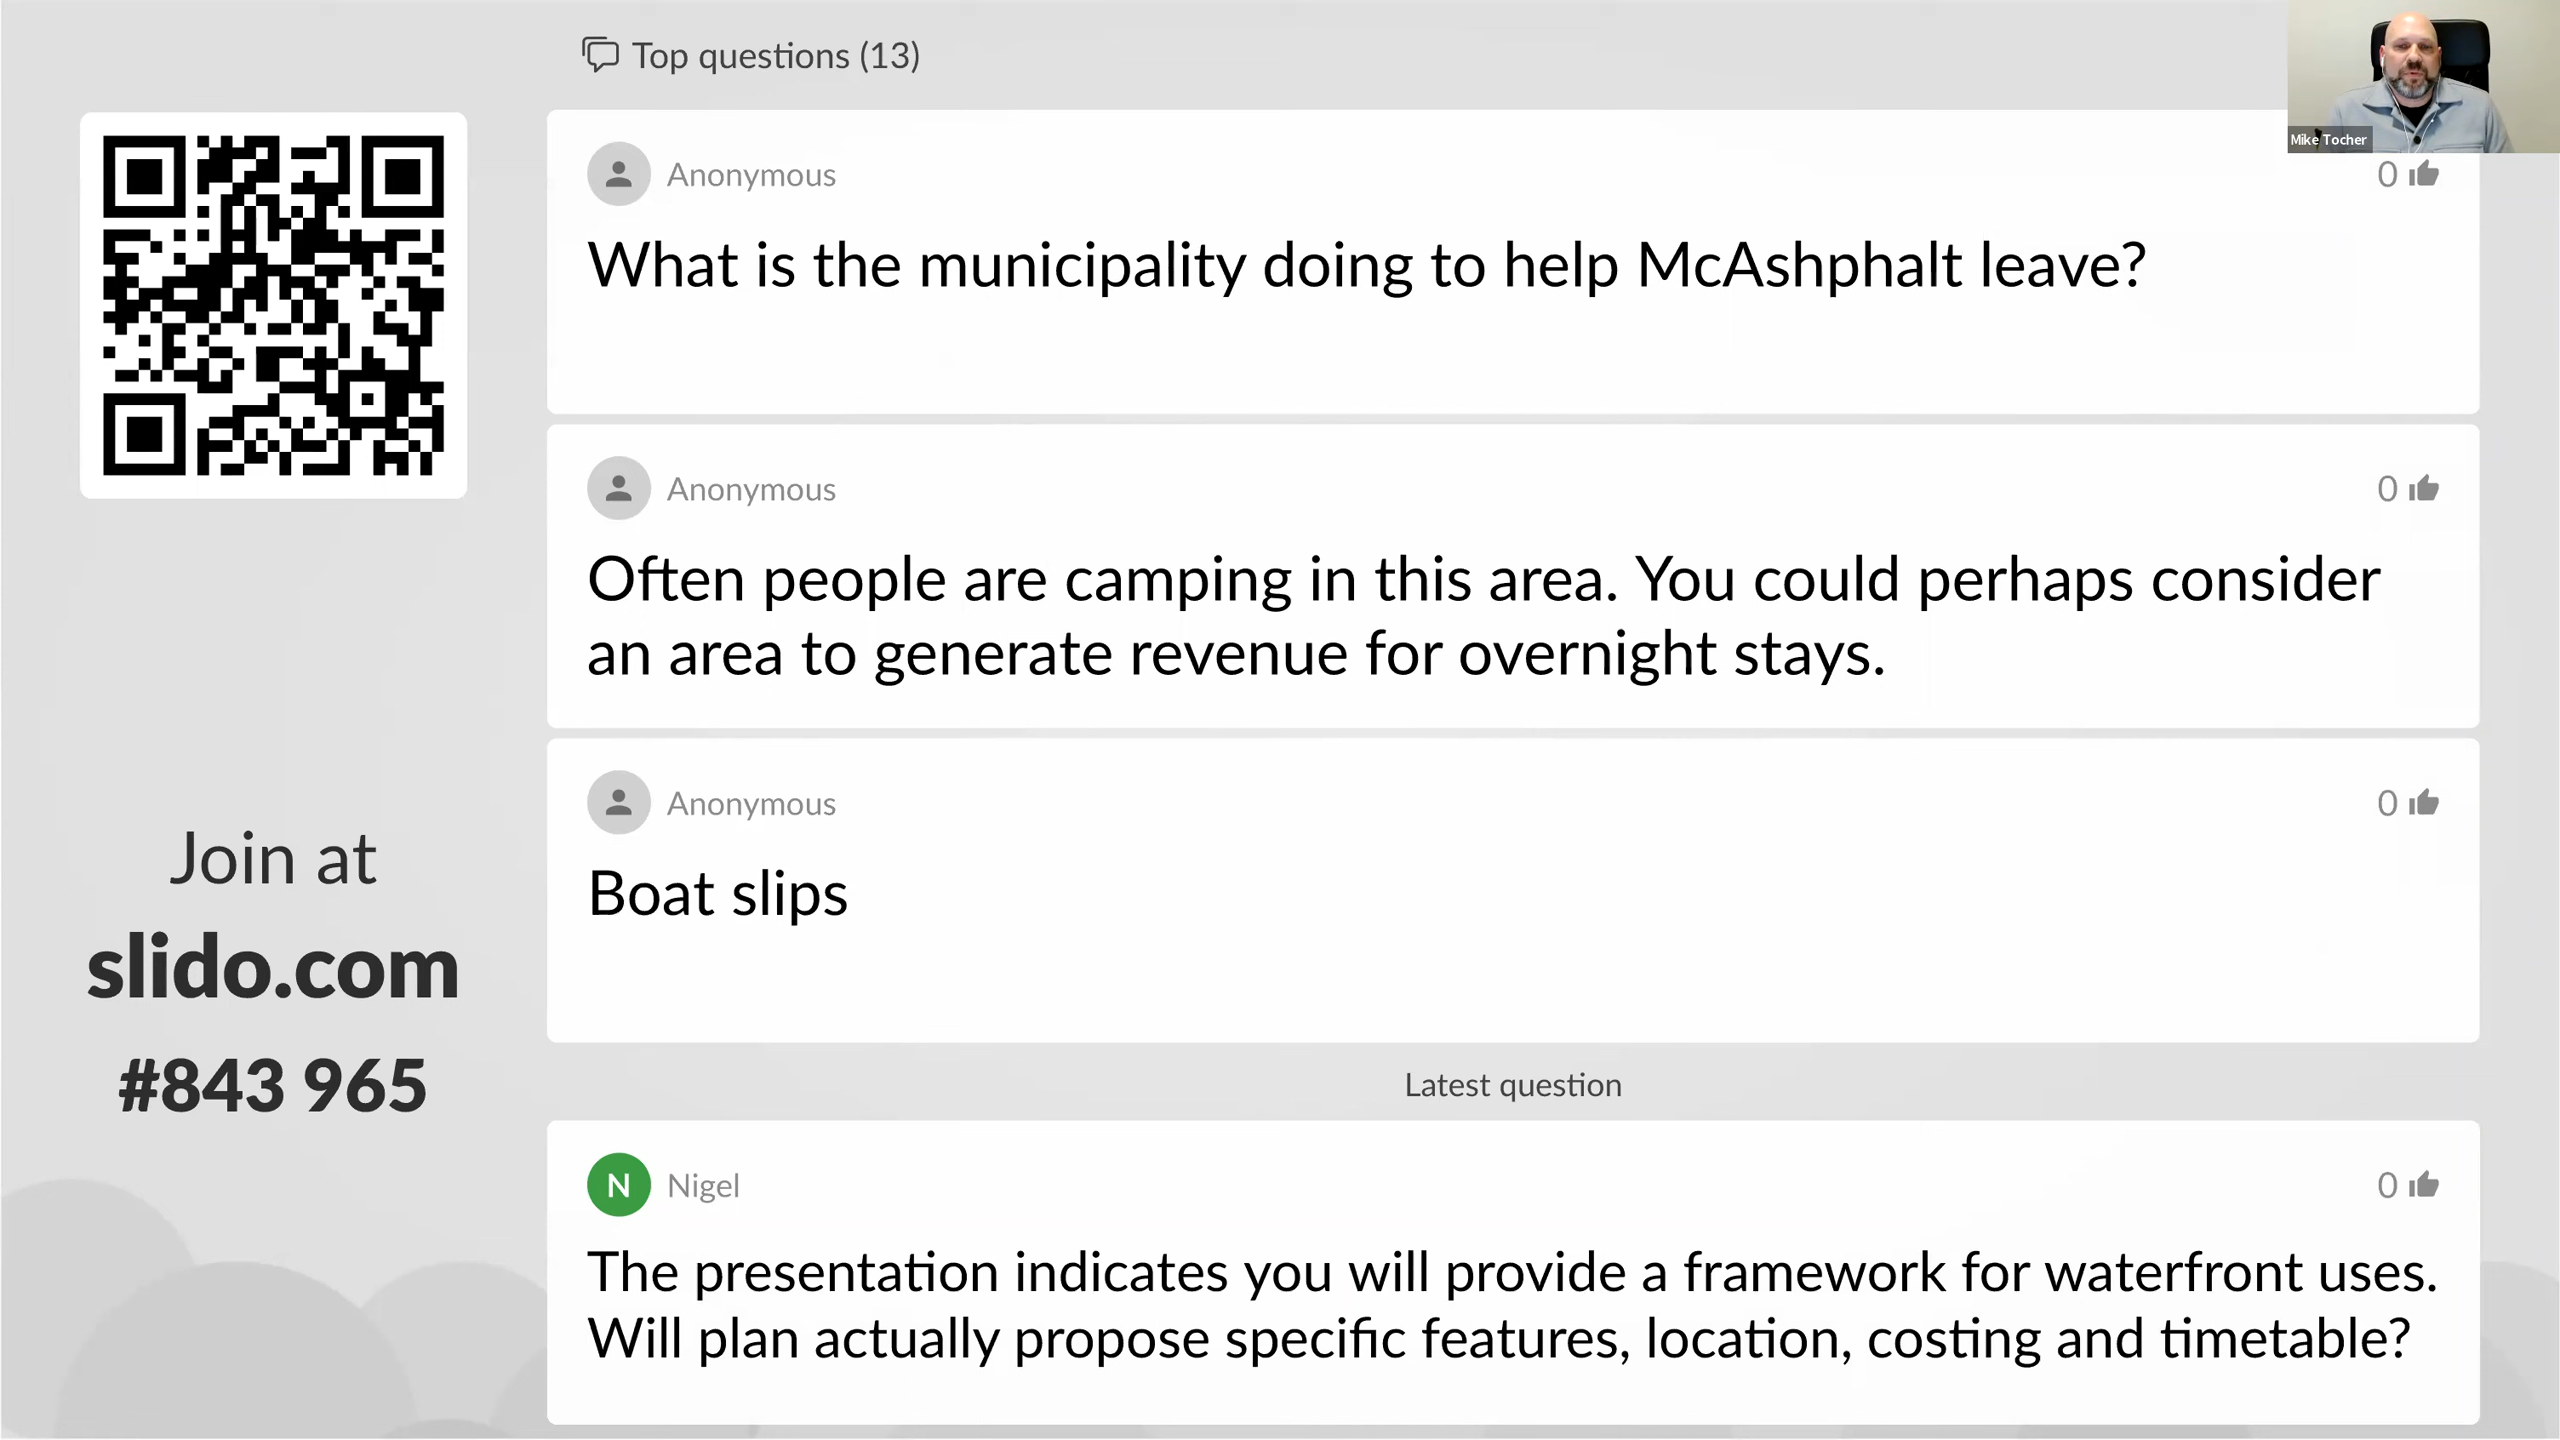 Top questions (13)
Mike Tocher
Anonymous
0
What is the municipality doing to help McAshphalt leave?
Anonymous
0
Often people are camping in this area. You could perhaps consider
an area to generate revenue for overnight stays.
Anonymous
0
Boat slips
Join at
slido.com
#843 965
Latest question
N
Nigel
0
The presentation indicates you will provide a framework for waterfront uses.
Will plan actually propose specific features, location, costing and timetable?